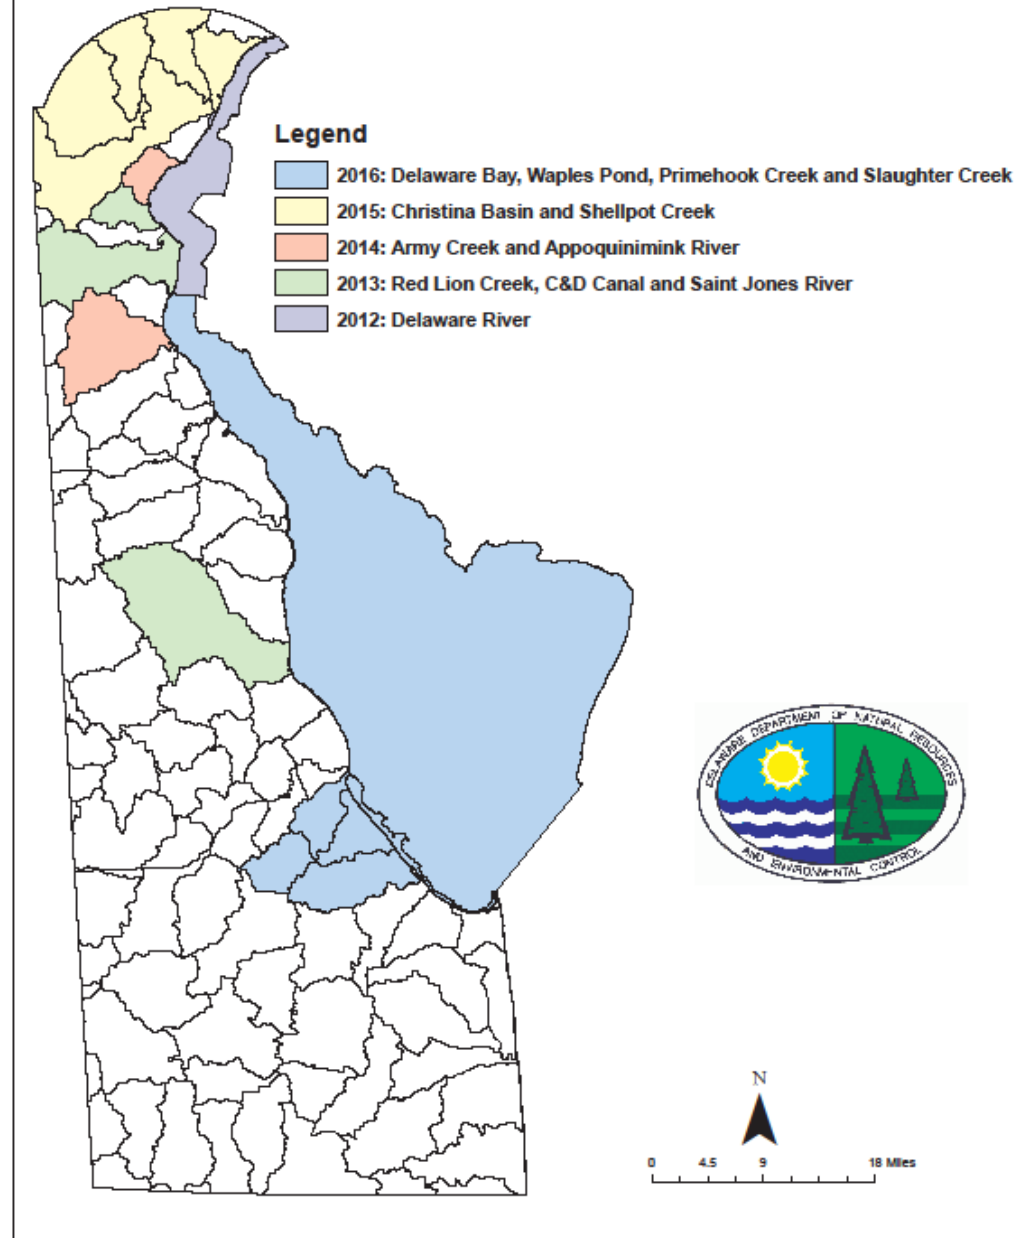 Legend
2016: Delaware Bay, Waples Pond, Primehook Creek and Slaughter Creek
2015: Christina Basin and Shellpot Creek
2014: Army Creek and Appoquinimink River
2013: Red Lion Creek, C&D Canal and Saint Jones River
2012: Delaware River
DELAWARE DEPARTMENT OF NATURAL RESOURCES
AND ENVIRONMENTAL CONTROL
N
0 4.5 9 18 Miles